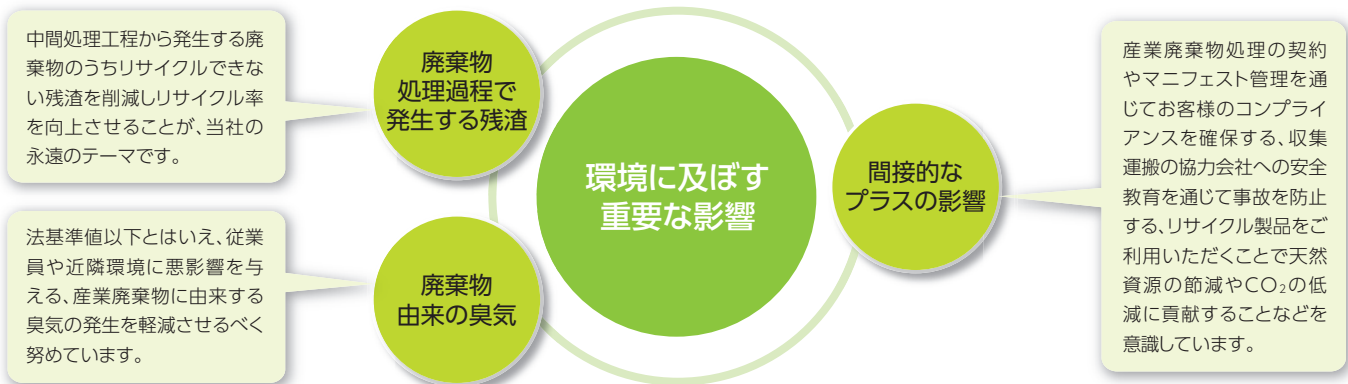 中間処理工程から発生する廃
棄物のうちリサイクルできな
い残渣を削減しリサイクル率
を向上させることが、当社の
永遠のテーマです。
廃棄物
処理過程で
発生する残渣
法基準値以下とはいえ、従業
員や近隣環境に悪影響を与
える、産業廃棄物に由来する
臭気の発生を軽減させるべく
努めています。
廃棄物
由来の臭気
環境に及ぼす
重要な影響
間接的な
プラスの影響
産業廃棄物処理の契約
やマニフェスト管理を通
じてお客様のコンプライ
アンスを確保する、収集
運搬の協力会社への安全
教育を通じて事故を防止
する、リサイクル製品をご
利用いただくことで天然
資源の節減やCO₂の低
減に貢献することなどを
意識しています。